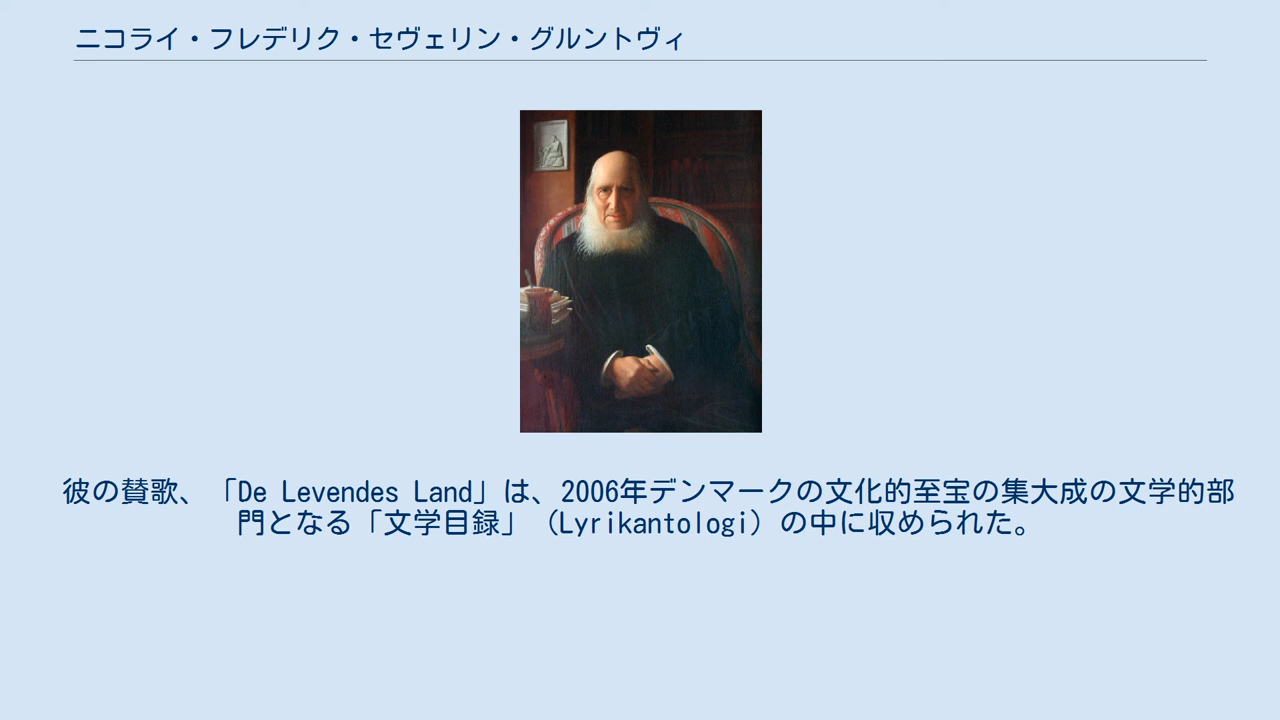 ニコライ・フレデリク・セヴェリン・グルントヴィ
彼の賛歌、「De Levendes Land」は、2006年デンマークの文化的至宝の集大成の文学的部
門となる「文学目録」（Lyrikantologi）の中に収められた。